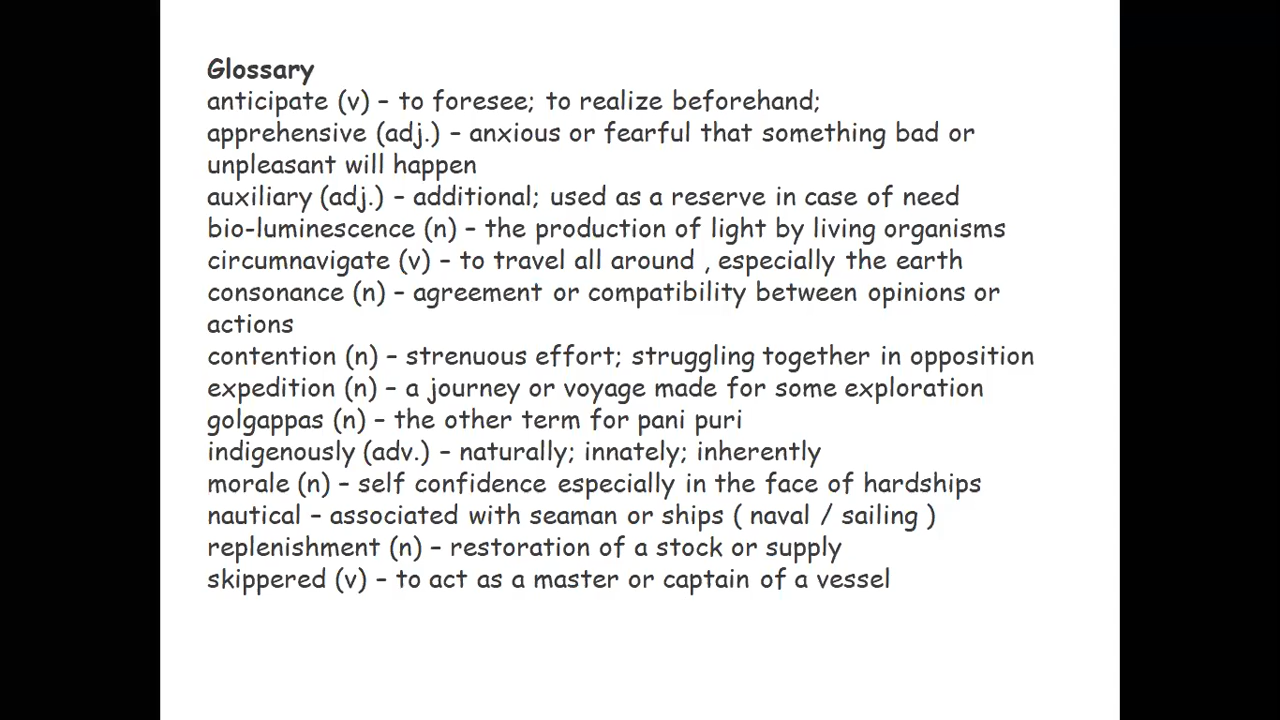 Glossary
anticipate (v) – to foresee; to realize beforehand;
apprehensive (adj.) – anxious or fearful that something bad or
unpleasant will happen
auxiliary (adj.) – additional; used as a reserve in case of need
bio-luminescence (n) – the production of light by living organisms
circumnavigate (v) – to travel all around , especially the earth
consonance (n) – agreement or compatibility between opinions or
actions
contention (n) – strenuous effort; struggling together in opposition
expedition (n) – a journey or voyage made for some exploration
golgappas (n) – the other term for pani puri
indigenously (adv.) – naturally; innately; inherently
morale (n) – self confidence especially in the face of hardships
nautical – associated with seaman or ships ( naval / sailing )
replenishment (n) – restoration of a stock or supply
skippered (v) – to act as a master or captain of a vessel